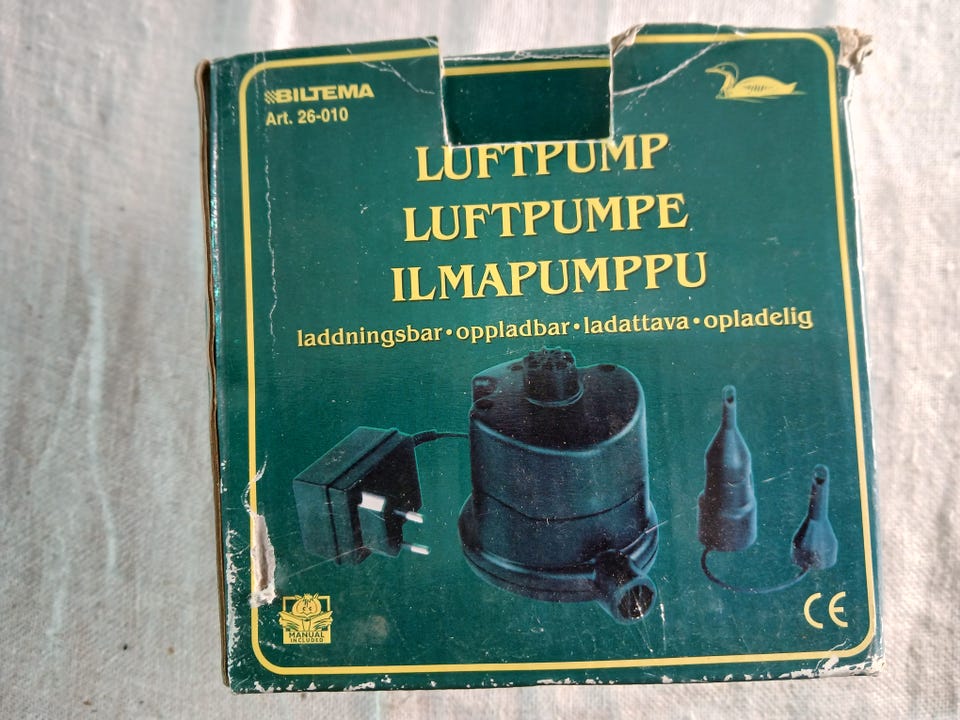 BILTEMA
Art. 26-010
LUFTPUMP
LUFTPUMPE
ILMAPUMPPU
laddningsbar • oppladbar • ladattava • opladelig
MANUAL
INCLUDED
CE